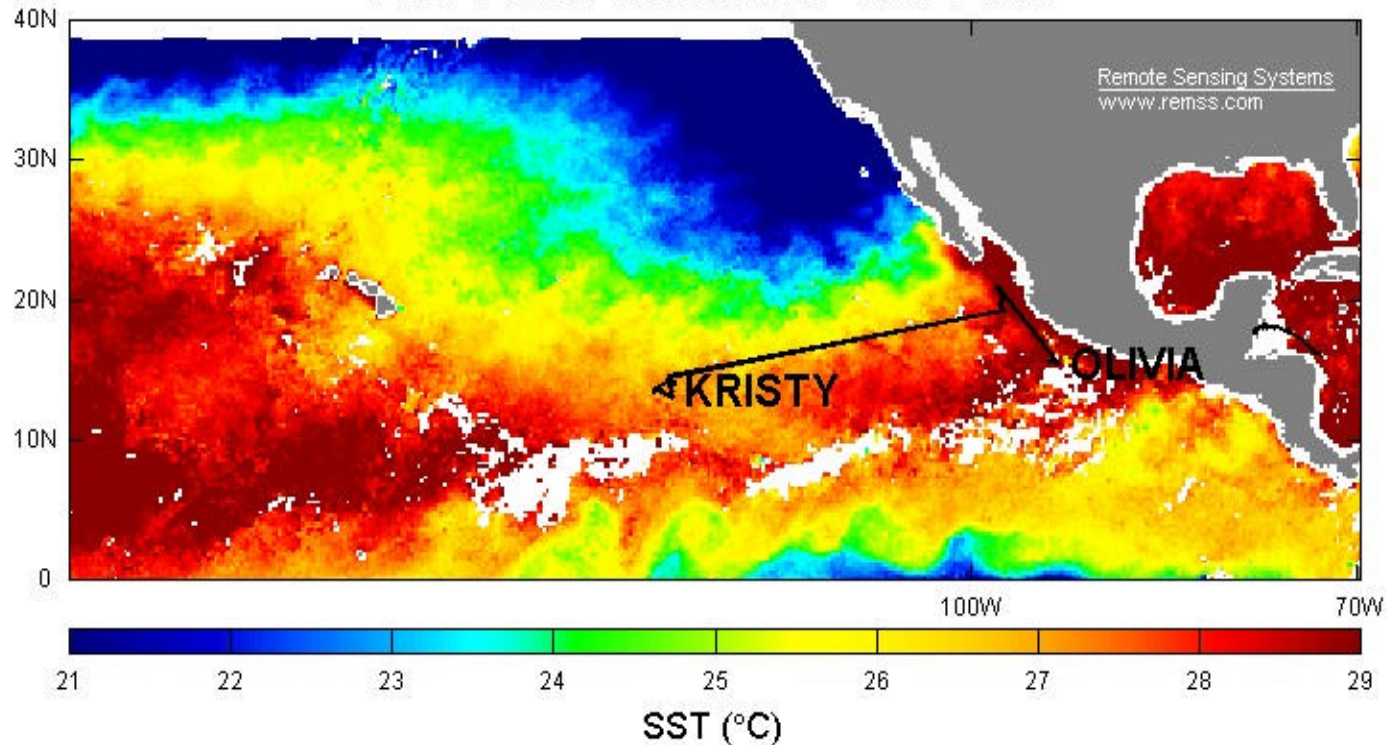 40N
Remote Sensing Systems
www.remss.com
30N
20N
OLIVIA
KRISTY
10N
0
100W
70W
21
22
23
24
25
26
27
28
29
SST (°C)